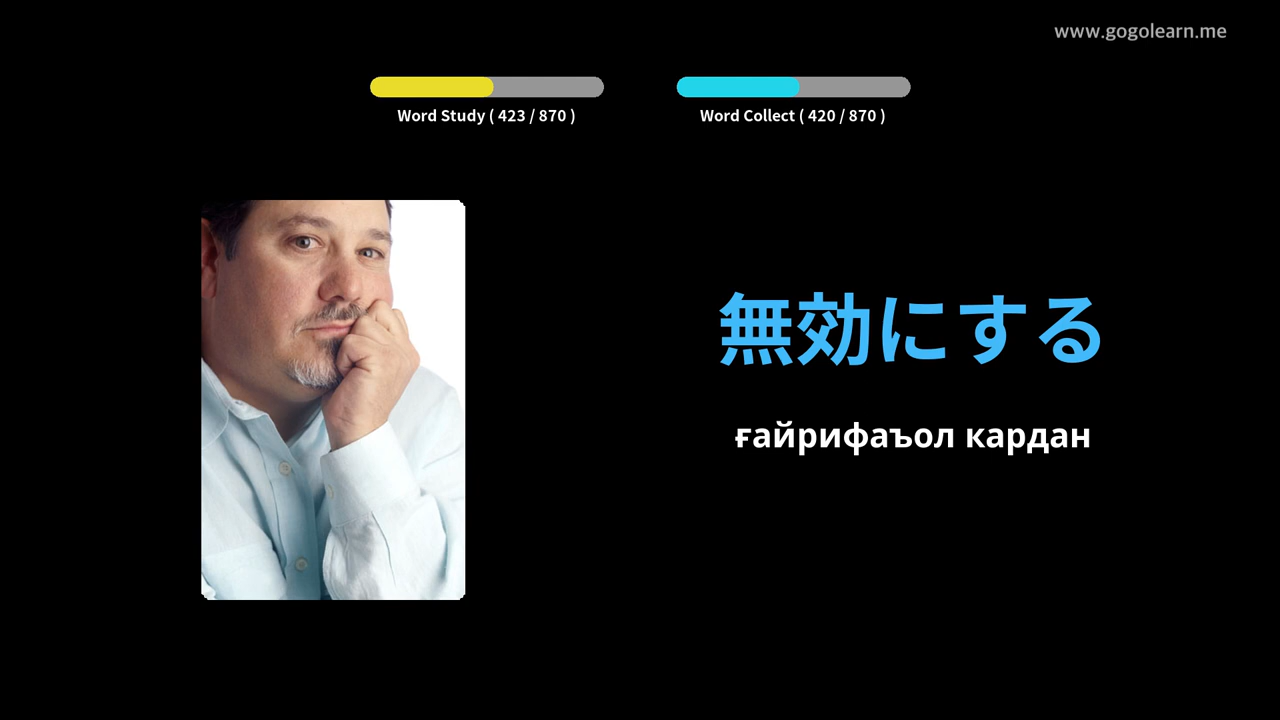 www.gogolearn.me
Word Study ( 423 / 870 )
Word Collect ( 420 / 870 )
無効にする
ғайрифаъол кардан